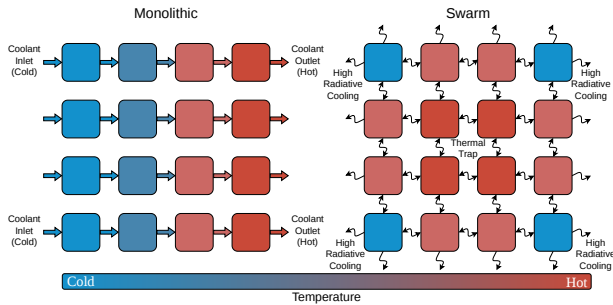 Monolithic
Swarm
Coolant
Inlet
(Cold)
Coolant
Outlet
(Hot)
High
Radiative
Cooling
High
Radiative
Cooling
Thermal
Trap
Coolant
Inlet
(Cold)
Coolant
Outlet
(Hot)
High
Radiative
Cooling
High
Radiative
Cooling
Cold
Hot
Temperature